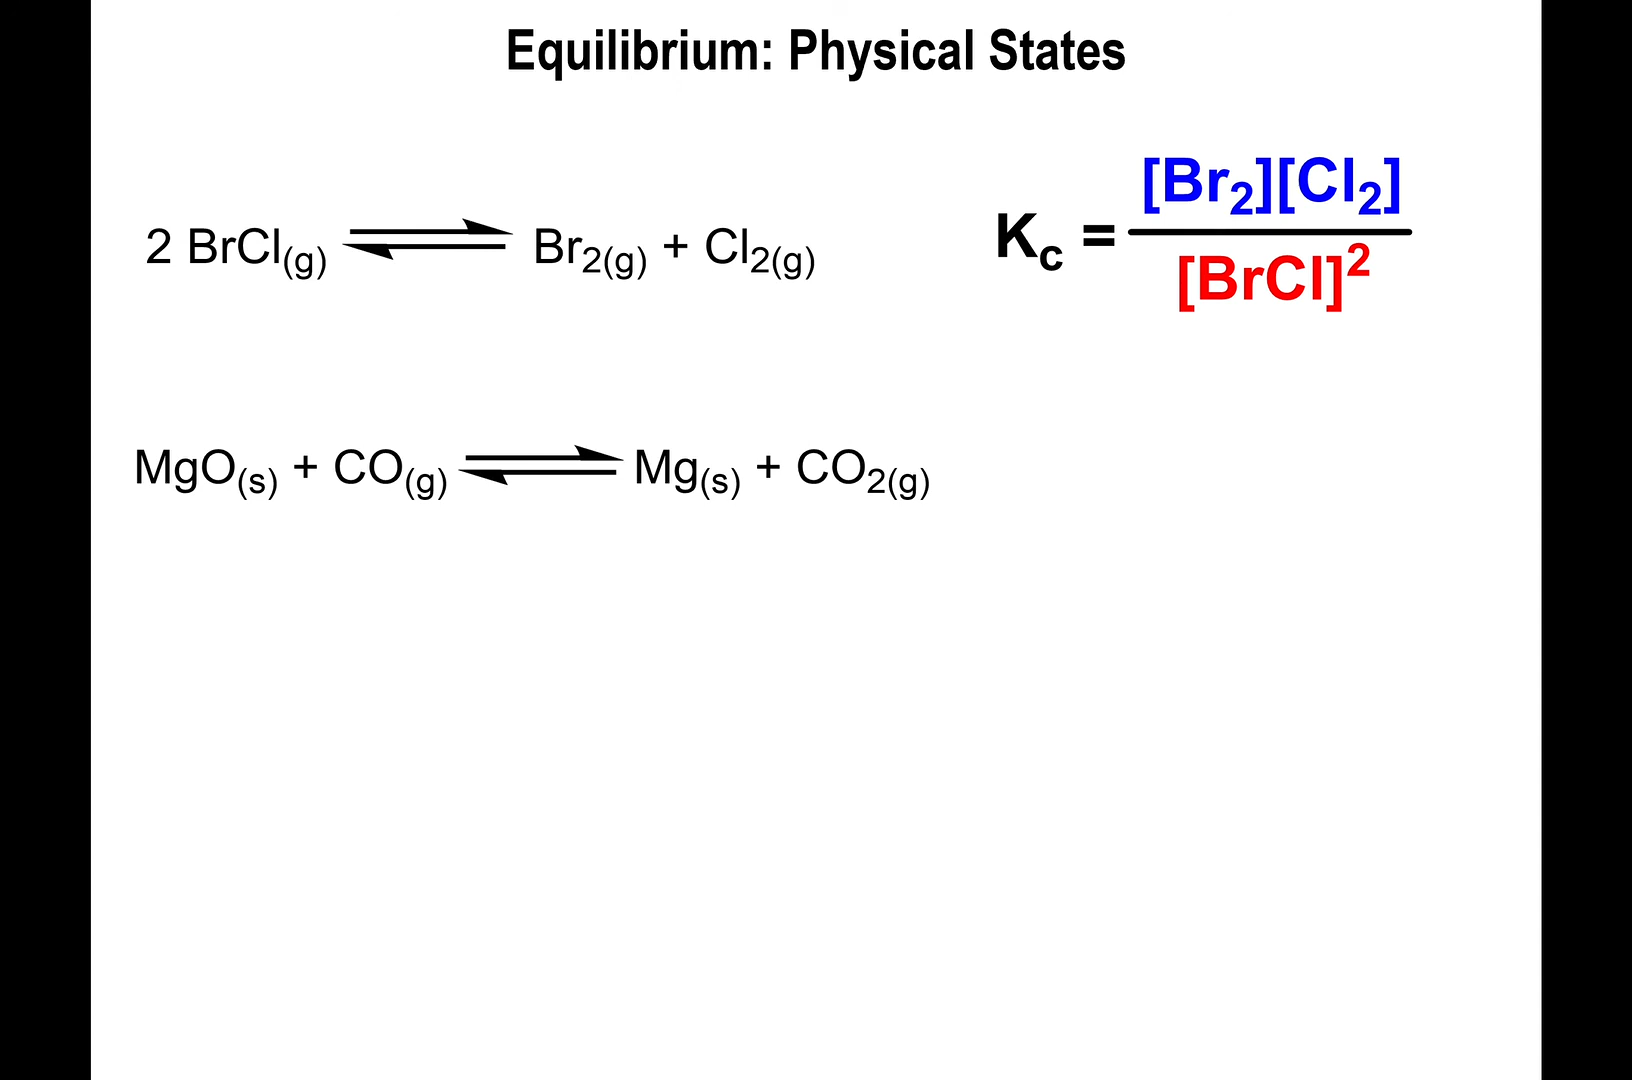 Equilibrium: Physical States
2 BrCl(g) ⇌ Br₂(g) + Cl₂(g)
Kc = [Br₂][Cl₂] / [BrCl]²
MgO(s) + CO(g) ⇌ Mg(s) + CO₂(g)